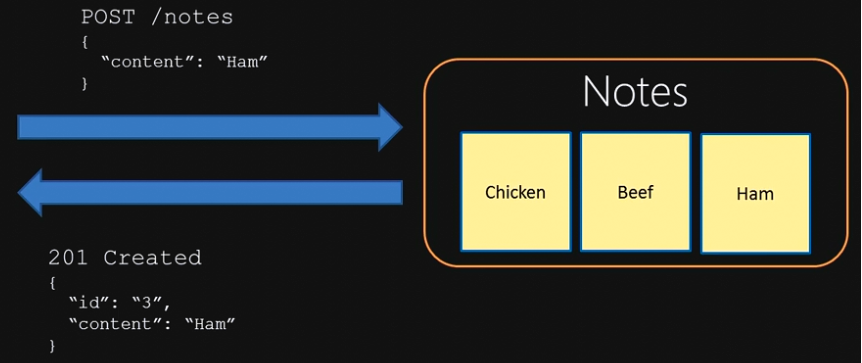 POST /notes
{
“content”: “Ham”
}
Notes
Chicken
Beef
Ham
201 Created
{
“id”: “3”,
“content”: “Ham”
}